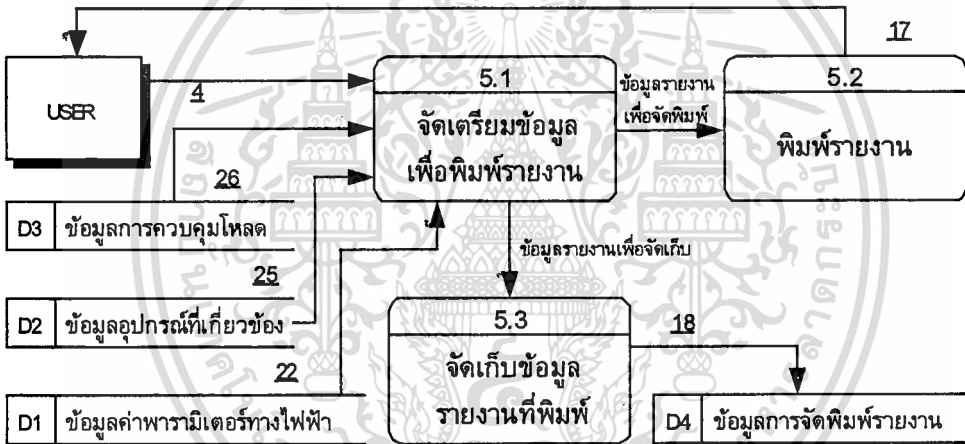 17
USER
4
5.1
จัดเตรียมข้อมูล
เพื่อพิมพ์รายงาน
ข้อมูลรายงาน
เพื่อจัดพิมพ์
5.2
พิมพ์รายงาน
26
D3 ข้อมูลการควบคุมโหลด
25
D2 ข้อมูลอุปกรณ์ที่เกี่ยวข้อง
22
D1 ข้อมูลค่าพารามิเตอร์ทางไฟฟ้า
ข้อมูลรายงานเพื่อจัดเก็บ
5.3
จัดเก็บข้อมูล
รายงานที่พิมพ์
18
D4 ข้อมูลการจัดพิมพ์รายงาน